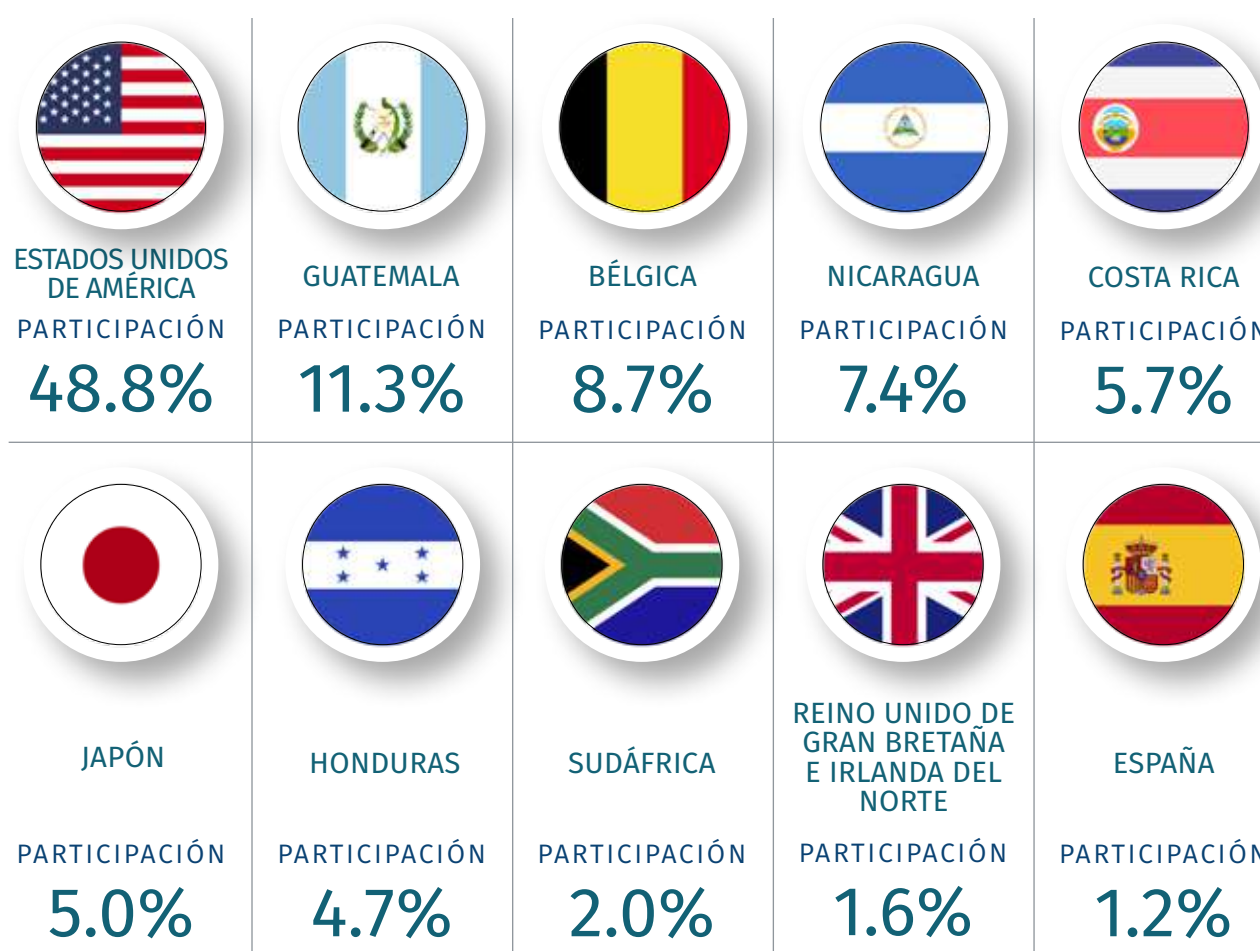 ESTADOS UNIDOS
DE AMÉRICA
PARTICIPACIÓN
48.8%
GUATEMALA
PARTICIPACIÓN
11.3%
BÉLGICA
PARTICIPACIÓN
8.7%
NICARAGUA
PARTICIPACIÓN
7.4%
COSTA RICA
PARTICIPACIÓN
5.7%
JAPÓN
PARTICIPACIÓN
5.0%
HONDURAS
PARTICIPACIÓN
4.7%
SUDÁFRICA
PARTICIPACIÓN
2.0%
REINO UNIDO DE
GRAN BRETAÑA
E IRLANDA DEL
NORTE
PARTICIPACIÓN
1.6%
ESPAÑA
PARTICIPACIÓN
1.2%